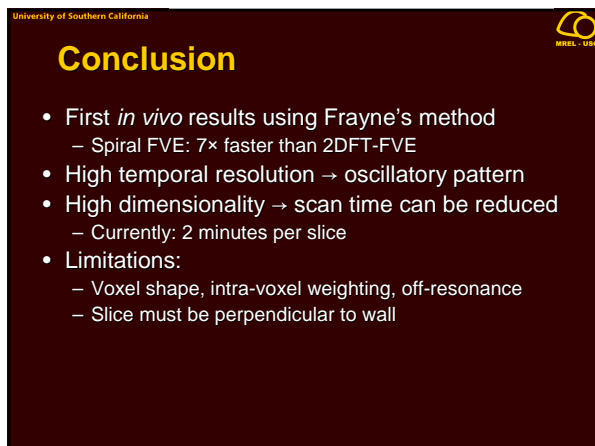 University of Southern California
MREL - USC
Conclusion
• First in vivo results using Frayne's method
– Spiral FVE: 7× faster than 2DFT-FVE
• High temporal resolution → oscillatory pattern
• High dimensionality → scan time can be reduced
– Currently: 2 minutes per slice
• Limitations:
– Voxel shape, intra-voxel weighting, off-resonance
– Slice must be perpendicular to wall